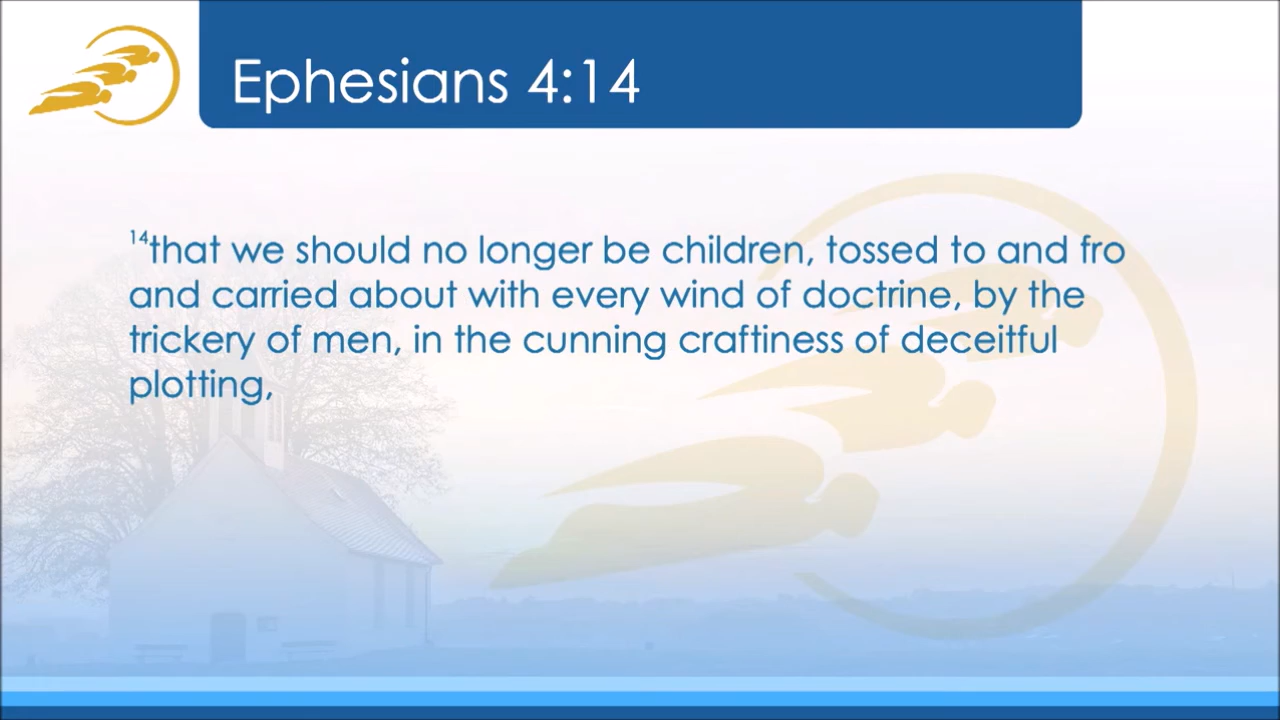 Ephesians 4:14
14that we should no longer be children, tossed to and fro
and carried about with every wind of doctrine, by the
trickery of men, in the cunning craftiness of deceitful
plotting,